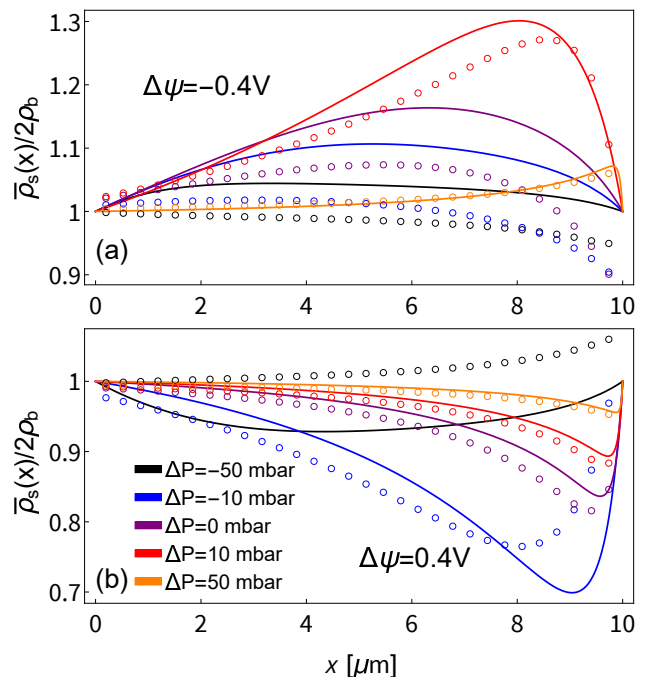 ρ̅s(x)/2ρb
1.3
1.2
1.1
1
0.9
Δψ=−0.4V
(a)
0 2 4 6 8 10
ρ̅s(x)/2ρb
1
0.9
0.8
0.7
ΔP=−50 mbar
ΔP=−10 mbar
ΔP=0 mbar
ΔP=10 mbar
ΔP=50 mbar
Δψ=0.4V
(b)
0 2 4 6 8 10
x [μm]